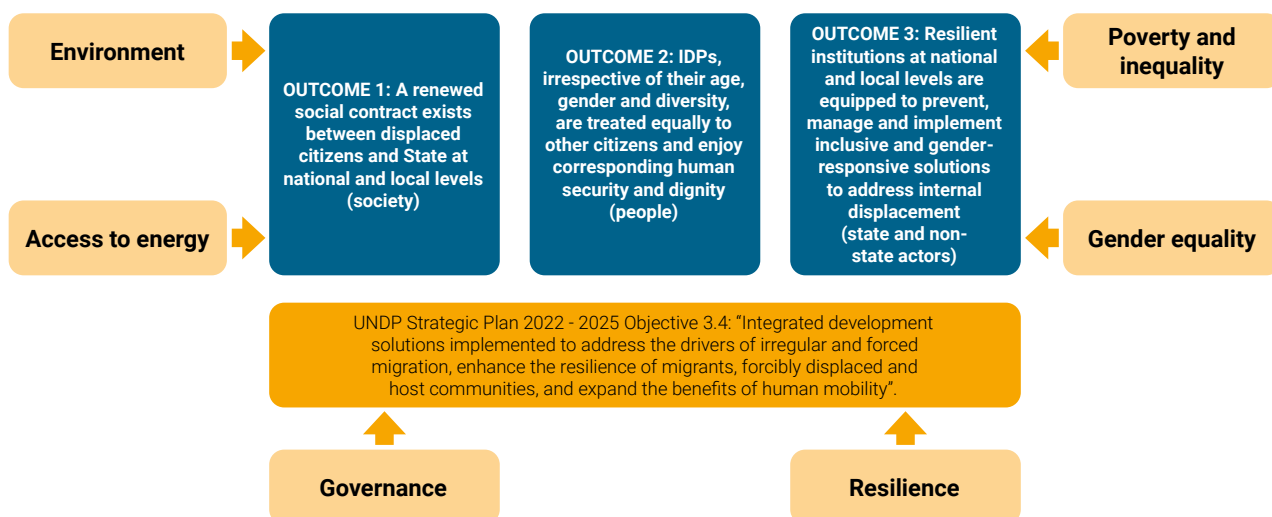 Environment
Access to energy
OUTCOME 1: A renewed
social contract exists
between displaced
citizens and State at
national and local levels
(society)
OUTCOME 2: IDPs,
irrespective of their age,
gender and diversity,
are treated equally to
other citizens and enjoy
corresponding human
security and dignity
(people)
OUTCOME 3: Resilient
institutions at national
and local levels are
equipped to prevent,
manage and implement
inclusive and gender-
responsive solutions
to address internal
displacement
(state and non-
state actors)
Poverty and
inequality
Gender equality
UNDP Strategic Plan 2022 - 2025 Objective 3.4: “Integrated development
solutions implemented to address the drivers of irregular and forced
migration, enhance the resilience of migrants, forcibly displaced and
host communities, and expand the benefits of human mobility”.
Governance
Resilience